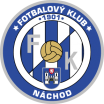 FOTBALOVÝ KLUB
1901
F K
NÁCHOD